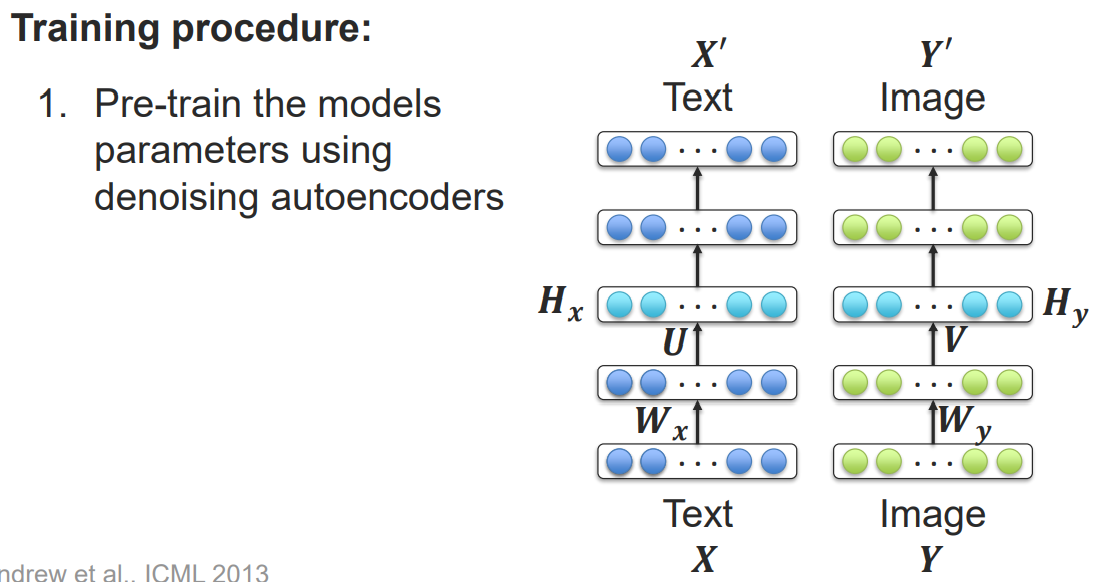 Training procedure:
1. Pre-train the models
parameters using
denoising autoencoders
X′ Y′
Text Image
H_x H_y
U V
W_x W_y
Text Image
X Y
ndrew et al., ICML 2013